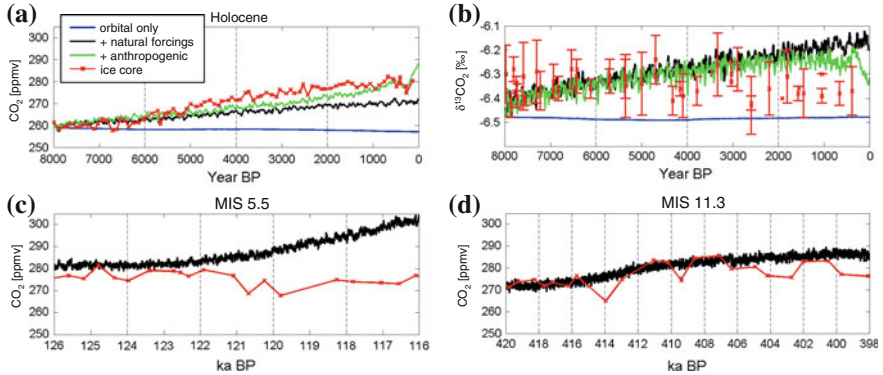 (a)
Holocene
CO₂ [ppmv]
305
300
290
280
270
260
250
orbital only
+ natural forcings
+ anthropogenic
ice core
8000 7000 6000 5000 4000 3000 2000 1000 0
Year BP
(b)
δ¹³CO₂ [‰]
-6.1
-6.2
-6.3
-6.4
-6.5
8000 7000 6000 5000 4000 3000 2000 1000 0
Year BP
(c)
MIS 5.5
CO₂ [ppmv]
305
300
290
280
270
260
250
126 125 124 123 122 121 120 119 118 117 116
ka BP
(d)
MIS 11.3
CO₂ [ppmv]
305
300
290
280
270
260
250
420 418 416 414 412 410 408 406 404 402 400 398
ka BP